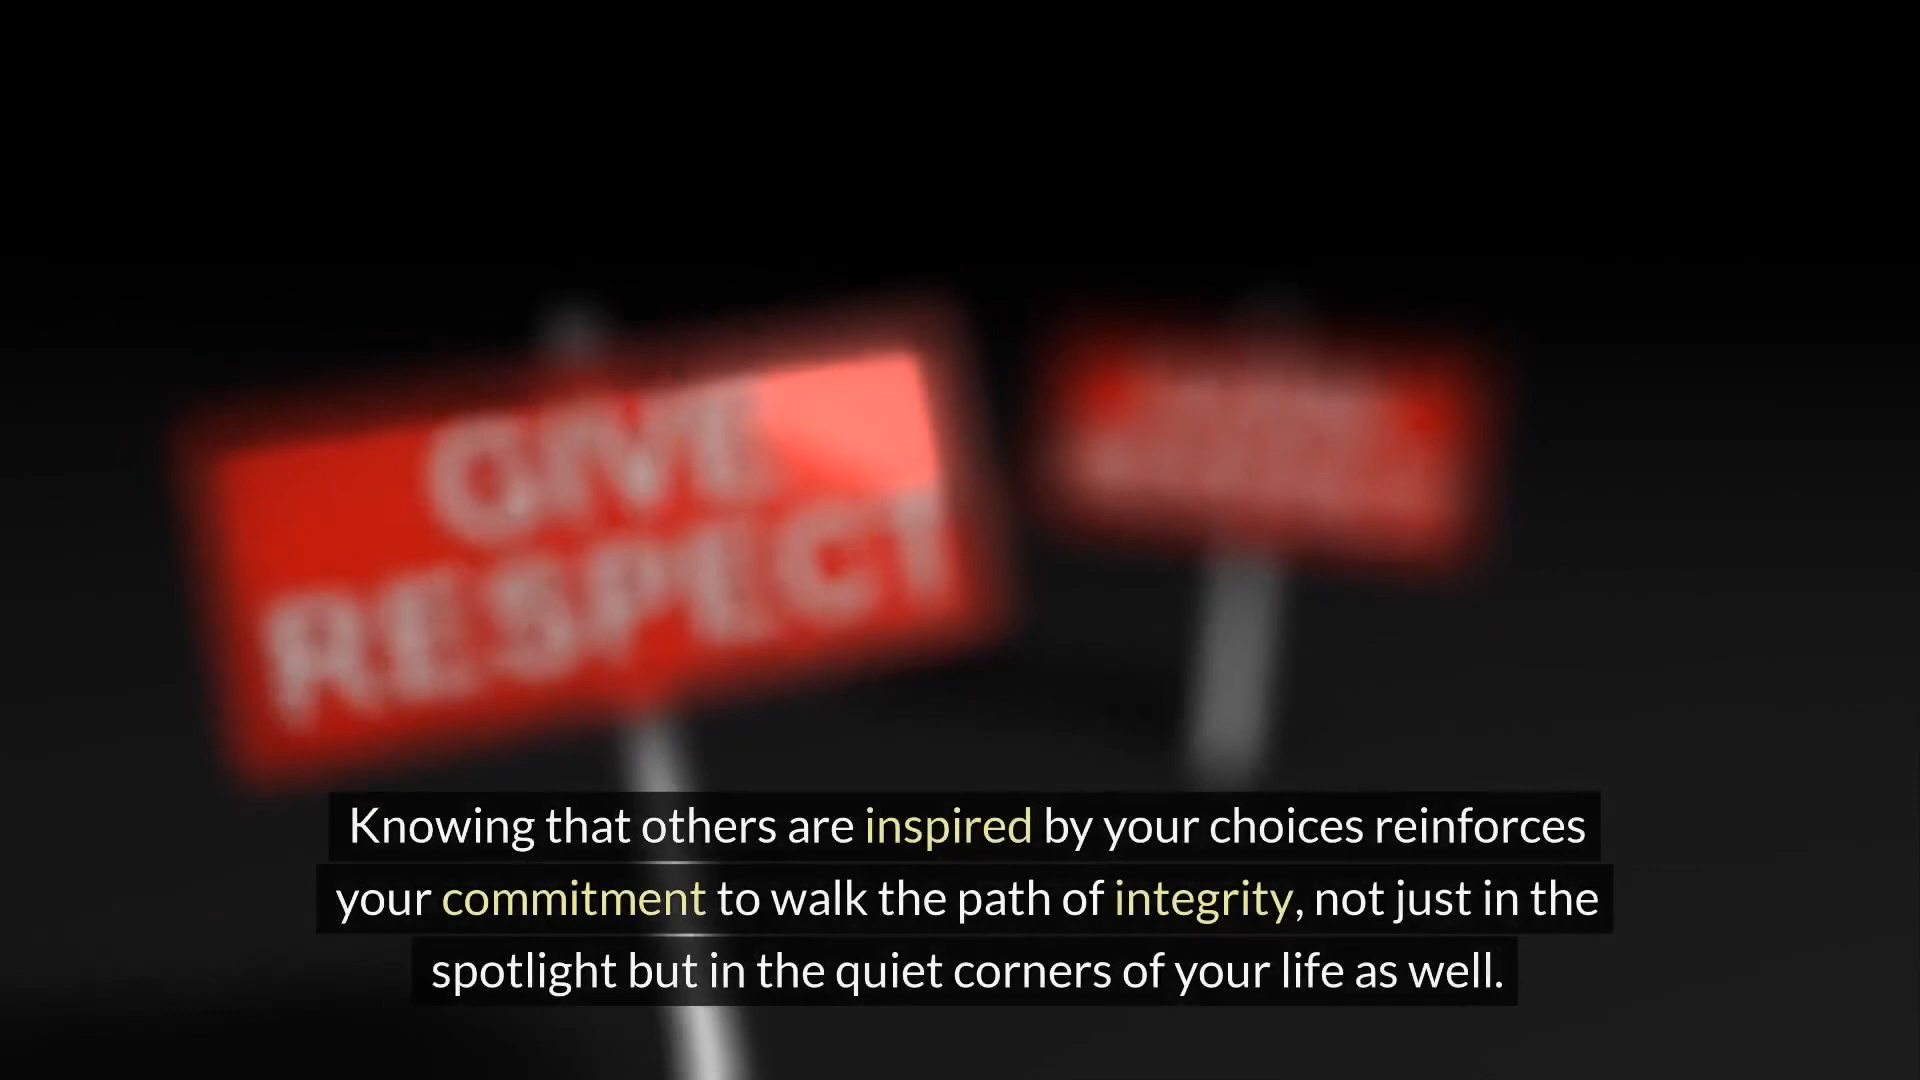 GIVE
RESPECT
Knowing that others are inspired by your choices reinforces
your commitment to walk the path of integrity, not just in the
spotlight but in the quiet corners of your life as well.